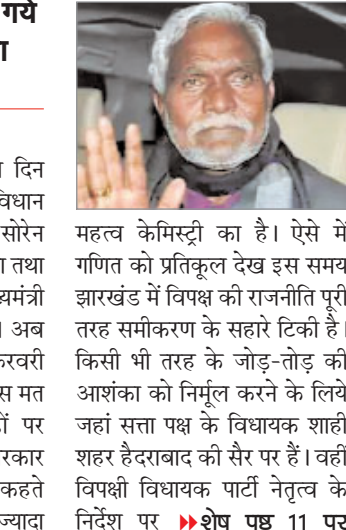 गये
ा
दिन
विधान
सोरेन
तथा
यमंत्री
अब
करवरी
मत
पर
रकार
कहते
ज्यादा
महत्व केमिस्ट्री का है। ऐसे में
गणित को प्रतिकूल देख इस समय
झारखंड में विपक्ष की राजनीति पूरी
तरह समीकरण के सहारे टिकी है।
किसी भी तरह के जोड़-तोड़ की
आशंका को निर्मूल करने के लिये
जहां सत्ता पक्ष के विधायक शाही
शहर हैदराबाद की सैर पर हैं। वहीं
विपक्षी विधायक पार्टी नेतृत्व के
निर्देश पर ▶▶शेष पृष्ठ 11 पर